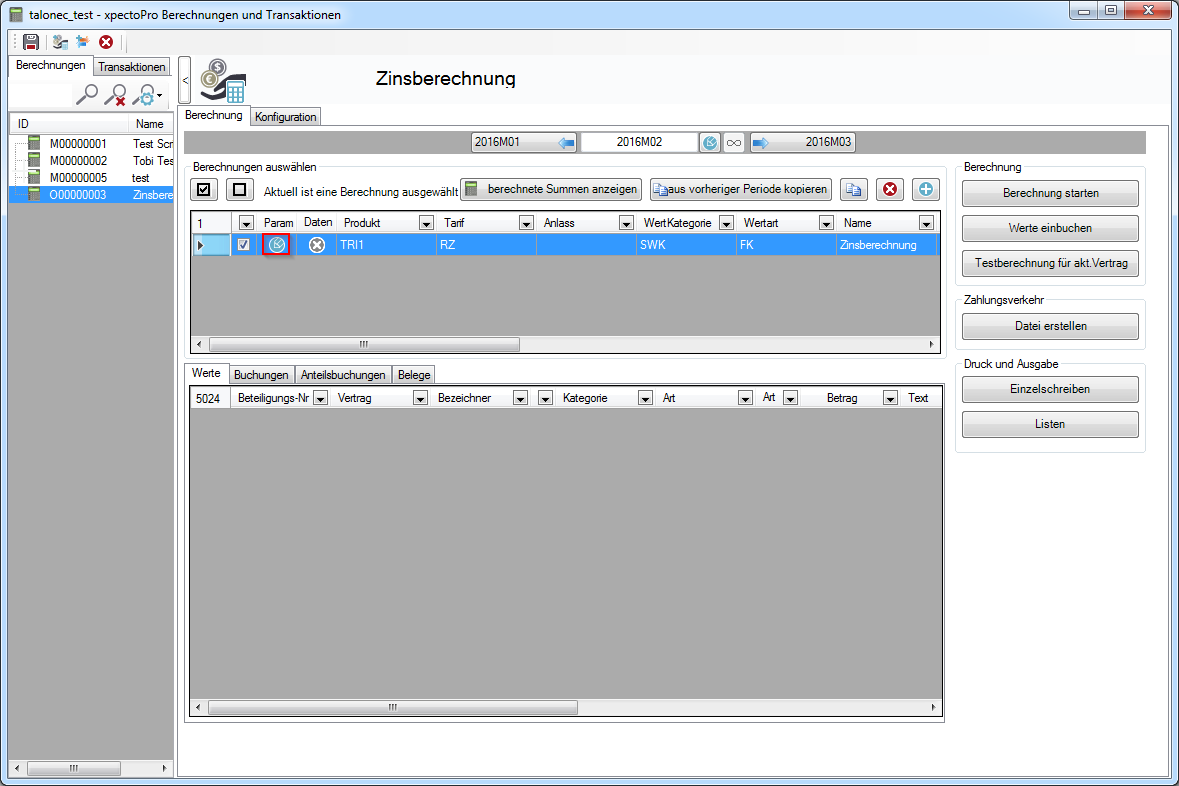 talonec_test - xpectoPro Berechnungen und Transaktionen
Berechnungen Transaktionen
ID Name
M00000001 Test Scr
M00000002 Tobi Tes
M00000005 test
O00000003 Zinsbere
<
Zinsberechnung
Berechnung Konfiguration
2016M01 2016M02 2016M03
Berechnungen auswählen
Aktuell ist eine Berechnung ausgewählt berechnete Summen anzeigen aus vorheriger Periode kopieren
1 Param Daten Produkt Tarif Anlass WertKategorie Wertart Name
TRI1 RZ SWK FK Zinsberechnung
Werte Buchungen Anteilsbuchungen Belege
5024 Beteiligungs-Nr Vertrag Bezeichner Kategorie Art Art Betrag Text
Berechnung
Berechnung starten
Werte einbuchen
Testberechnung für akt.Vertrag
Zahlungsverkehr
Datei erstellen
Druck und Ausgabe
Einzelschreiben
Listen